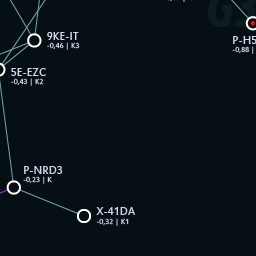 9KE-IT
-0,46 | K3
P-H5
-0,88 |
5E-EZC
-0,43 | K2
P-NRD3
-0,23 | K
X-41DA
-0,32 | K1